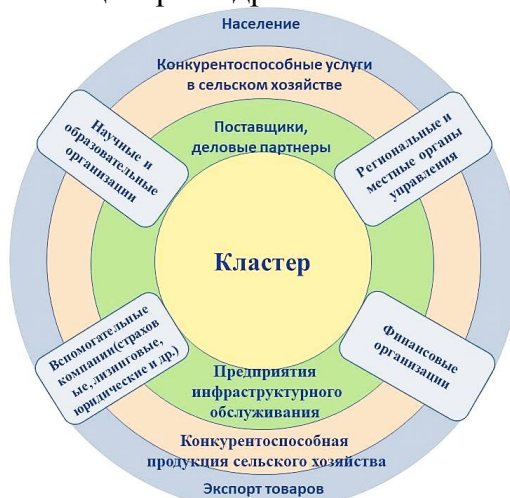 Население
Конкурентоспособные услуги
в сельском хозяйстве
Поставщики,
деловые партнеры
Научные и
образовательные
организации
Региональные и
местные органы
управления
Кластер
Вспомогательные
компании(страхов
ые,лизинговые,
юридические и др.)
Финансовые
организации
Предприятия
инфраструктурного
обслуживания
Конкурентоспособная
продукция сельского хозяйства
Экспорт товаров